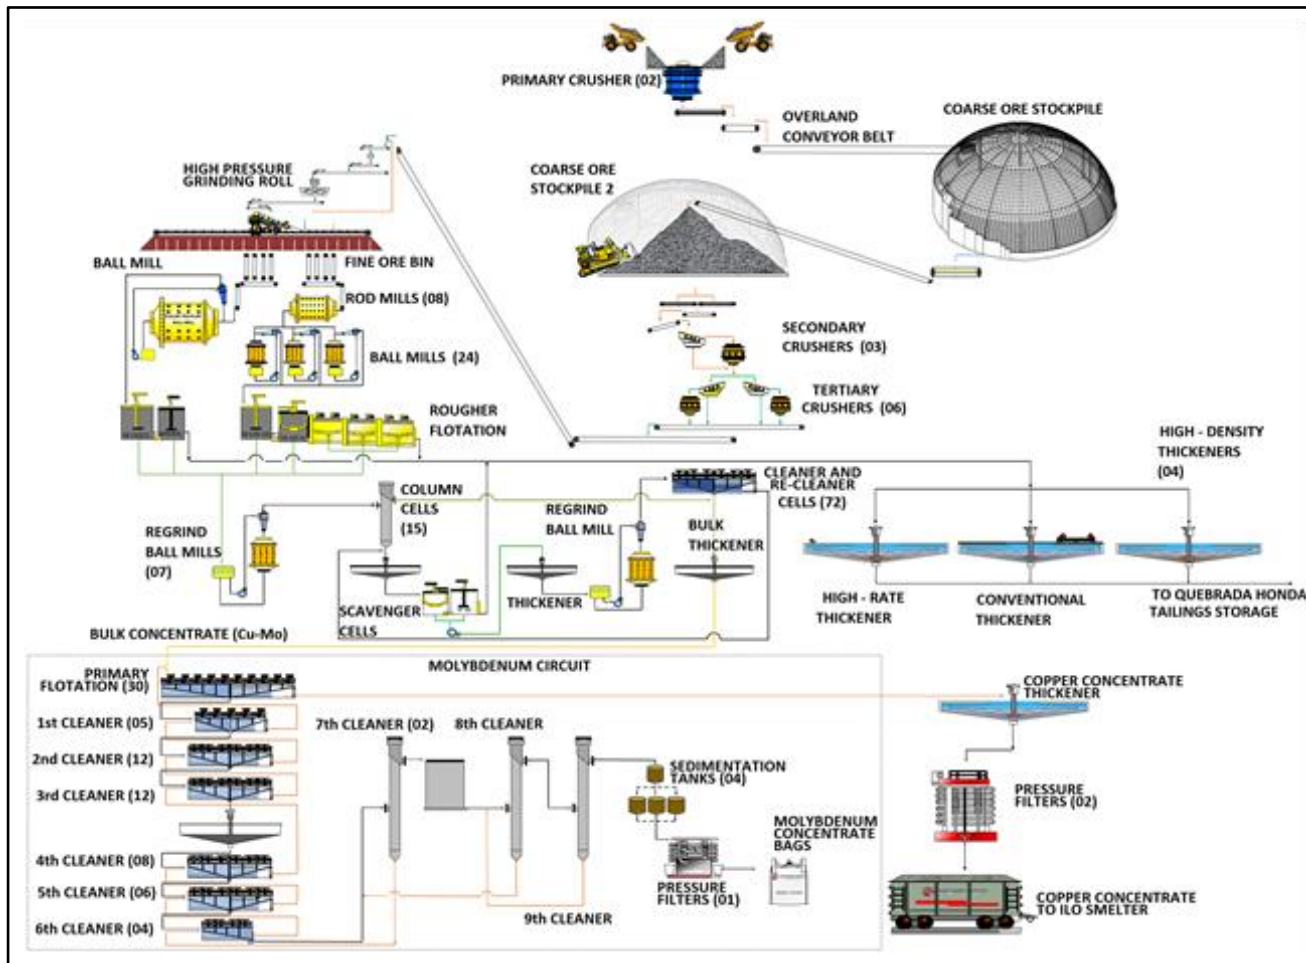 PRIMARY CRUSHER (02)
OVERLAND
CONVEYOR BELT
COARSE ORE STOCKPILE
COARSE ORE
STOCKPILE 2
HIGH PRESSURE
GRINDING ROLL
BALL MILL
FINE ORE BIN
ROD MILLS (08)
BALL MILLS (24)
SECONDARY
CRUSHERS (03)
TERTIARY
CRUSHERS (06)
ROUGHER
FLOTATION
HIGH - DENSITY
THICKENERS
(04)
CLEANER AND
RE-CLEANER
CELLS (72)
COLUMN
CELLS
(15)
REGRIND
BALL MILL
BULK
THICKENER
REGRIND
BALL MILLS
(07)
SCAVENGER
CELLS
THICKENER
HIGH - RATE
THICKENER
CONVENTIONAL
THICKENER
TO QUEBRADA HONDA
TAILINGS STORAGE
BULK CONCENTRATE (Cu-Mo)
MOLYBDENUM CIRCUIT
PRIMARY
FLOTATION (30)
1st CLEANER (05)
2nd CLEANER (12)
3rd CLEANER (12)
4th CLEANER (08)
5th CLEANER (06)
6th CLEANER (04)
7th CLEANER (02)
8th CLEANER
9th CLEANER
SEDIMENTATION
TANKS (04)
PRESSURE
FILTERS (01)
MOLYBDENUM
CONCENTRATE
BAGS
COPPER CONCENTRATE
THICKENER
PRESSURE
FILTERS (02)
COPPER CONCENTRATE
TO ILO SMELTER